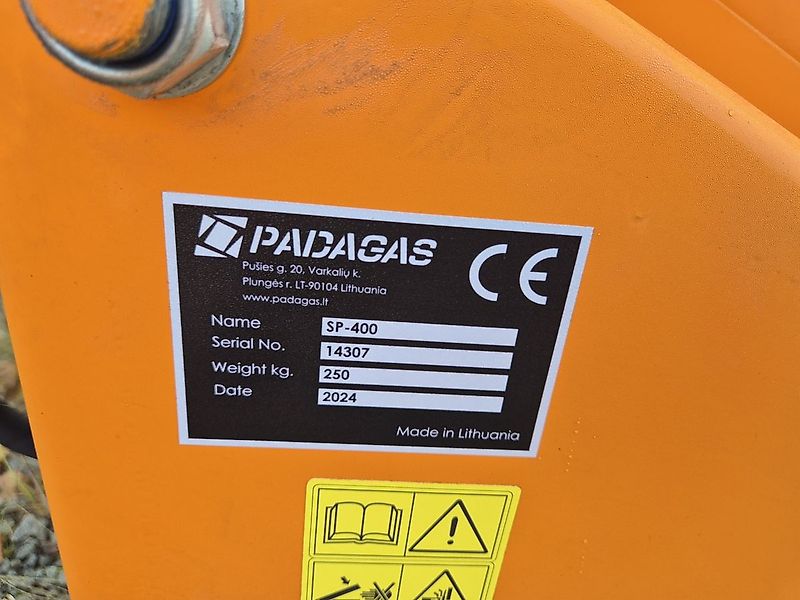 PADAGAS
Pušies g. 20, Varkalių k.
Plungės r. LT-90104 Lithuania
www.padagas.lt
CE
Name SP-400
Serial No. 14307
Weight kg. 250
Date 2024
Made in Lithuania